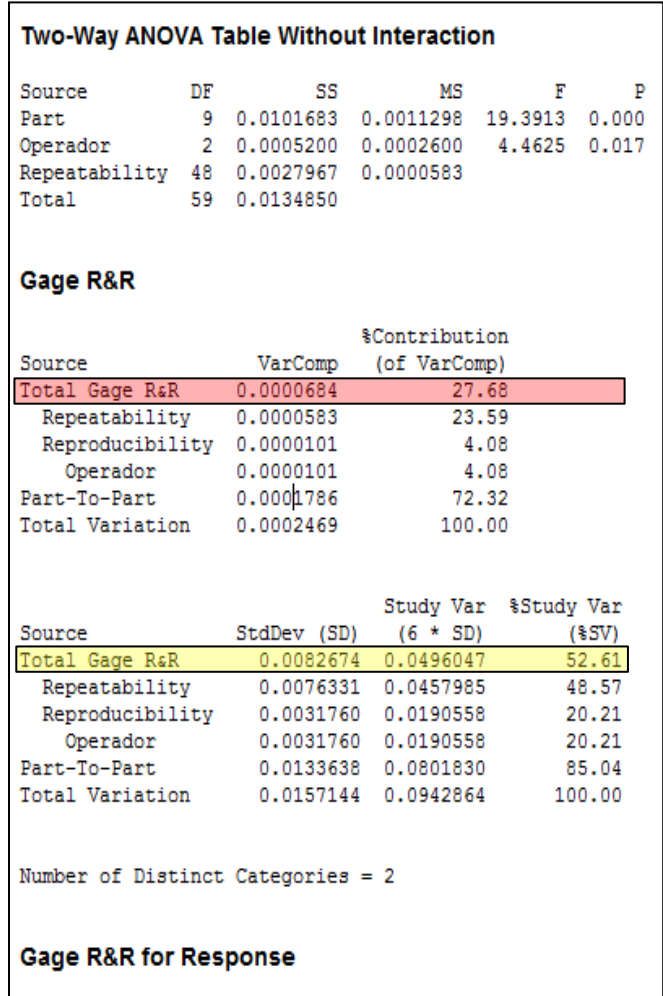 Two-Way ANOVA Table Without Interaction
Source DF SS MS F P
Part 9 0.0101683 0.0011298 19.3913 0.000
Operador 2 0.0005200 0.0002600 4.4625 0.017
Repeatability 48 0.0027967 0.0000583
Total 59 0.0134850
Gage R&R
%Contribution
Source VarComp (of VarComp)
Total Gage R&R 0.0000684 27.68
Repeatability 0.0000583 23.59
Reproducibility 0.0000101 4.08
Operador 0.0000101 4.08
Part-To-Part 0.0001786 72.32
Total Variation 0.0002469 100.00
Study Var %Study Var
Source StdDev (SD) (6 * SD) (%SV)
Total Gage R&R 0.0082674 0.0496047 52.61
Repeatability 0.0076331 0.0457985 48.57
Reproducibility 0.0031760 0.0190558 20.21
Operador 0.0031760 0.0190558 20.21
Part-To-Part 0.0133638 0.0801830 85.04
Total Variation 0.0157144 0.0942864 100.00
Number of Distinct Categories = 2
Gage R&R for Response